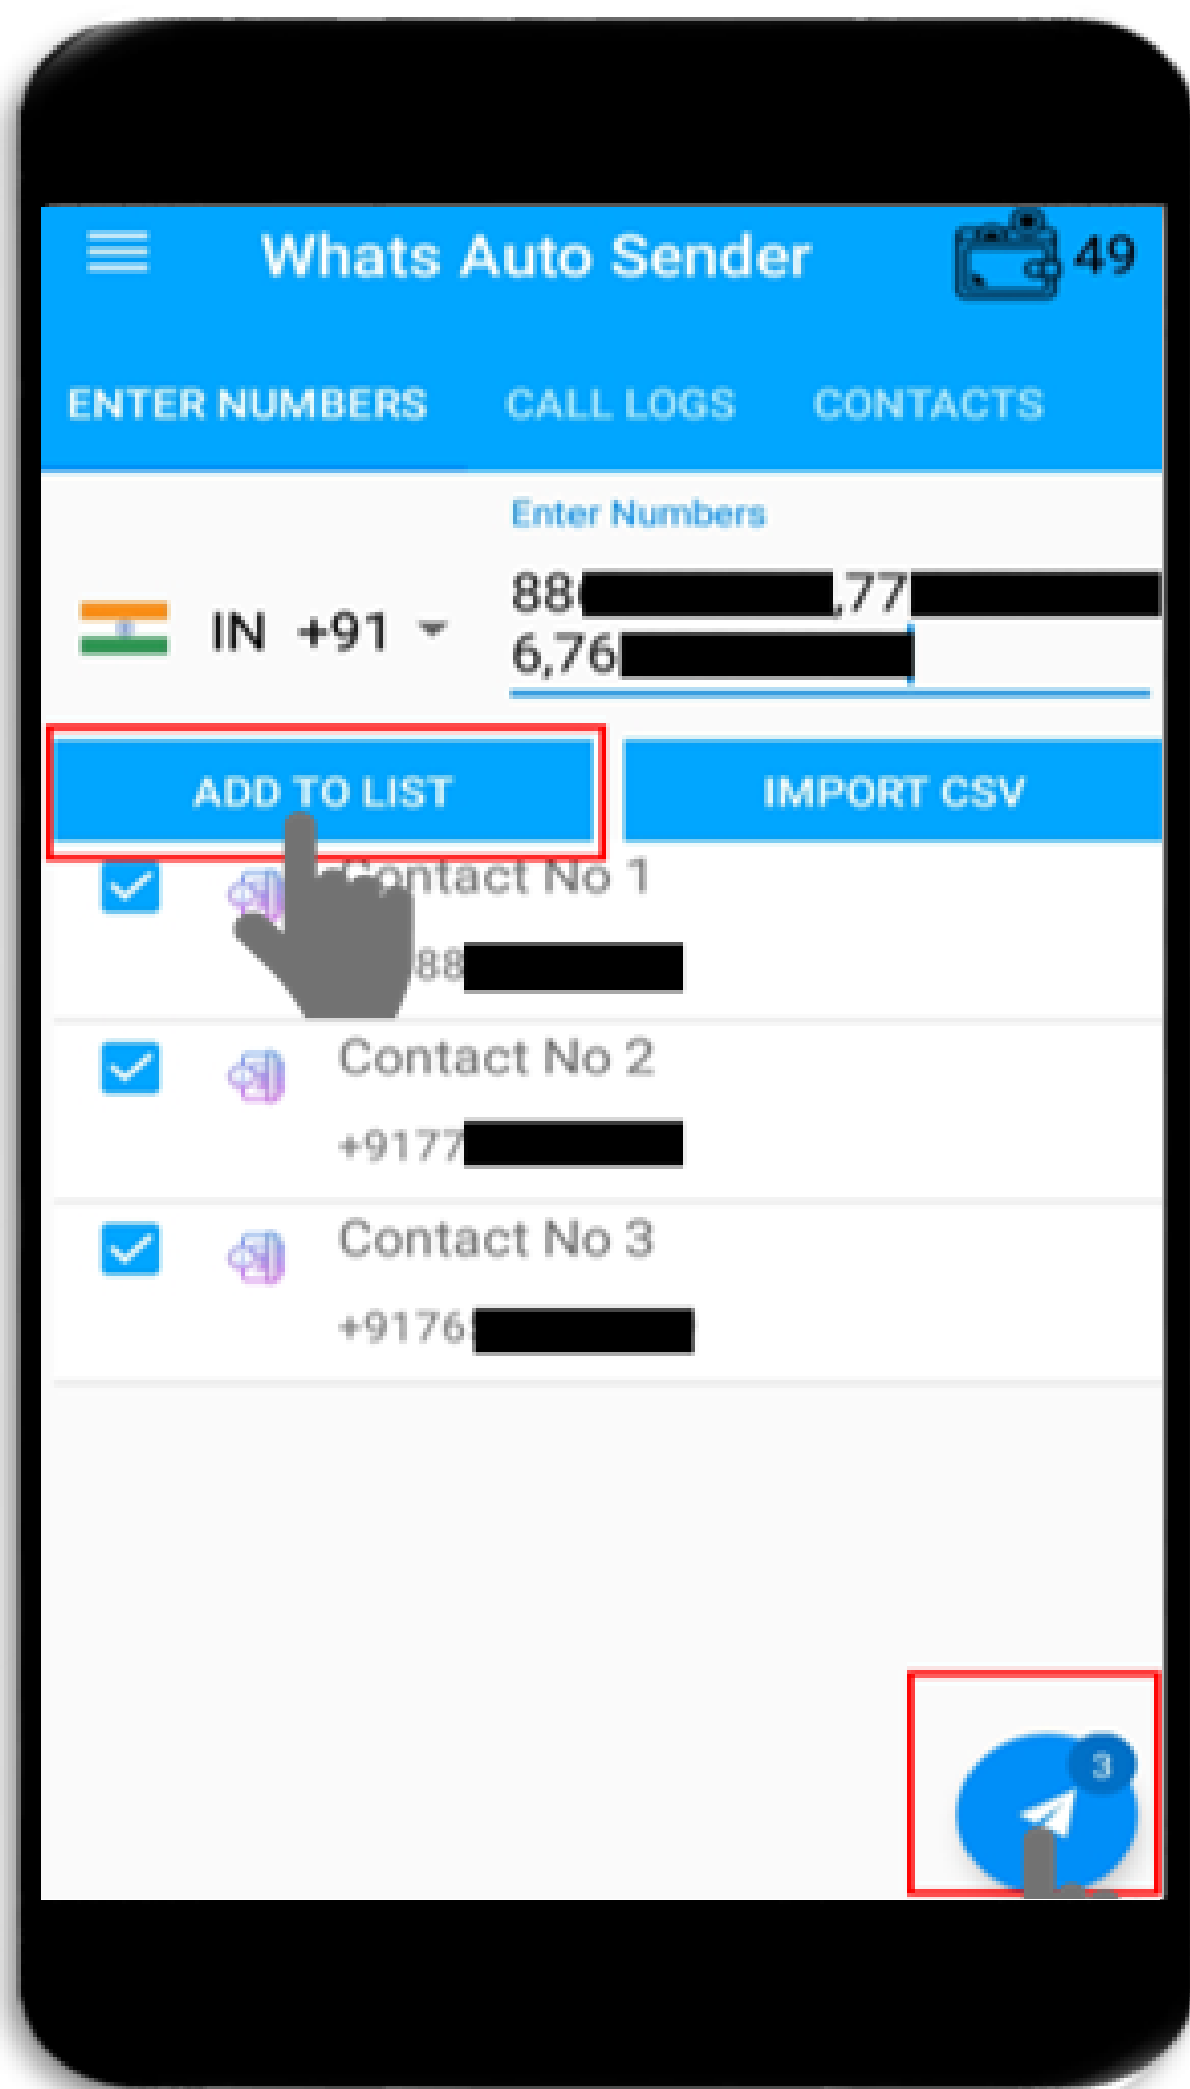 Whats Auto Sender 49
ENTER NUMBERS CALL LOGS CONTACTS
Enter Numbers
88 ,77
IN +91
6,76
ADD TO LIST IMPORT CSV
Contact No 1
88
Contact No 2
+9177
Contact No 3
+9176
3